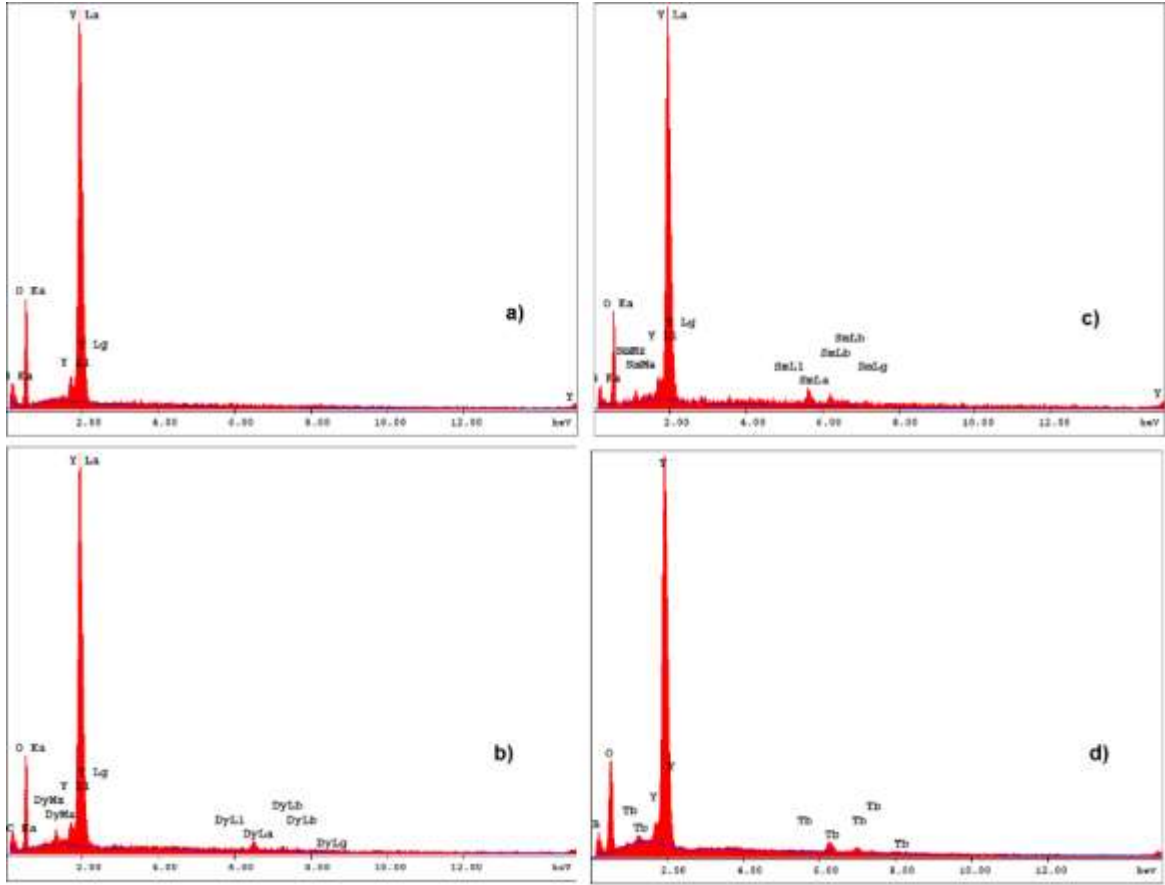 Y La
O Ka
a)
Y Lg
Y Ll
Ka
Y
2.00 4.00 6.00 8.00 10.00 12.00 keV
Y La
O Ka
c)
Y Lg
Y Ll
SmMz
SmMa
SmLb
SmLb
SmLl
SmLg
SmLa
Ka
Y
2.00 4.00 6.00 8.00 10.00 12.00 keV
Y La
O Ka
b)
Y Lg
Y Ll
DyMz
DyMa
DyLb
DyLl
DyLb
DyLa
DyLg
C Ka
2.00 4.00 6.00 8.00 10.00 12.00 keV
Y
O
d)
Y
Y
Tb
Tb
Tb
Tb
Tb
Tb
Tb
2.00 4.00 6.00 8.00 10.00 12.00 keV